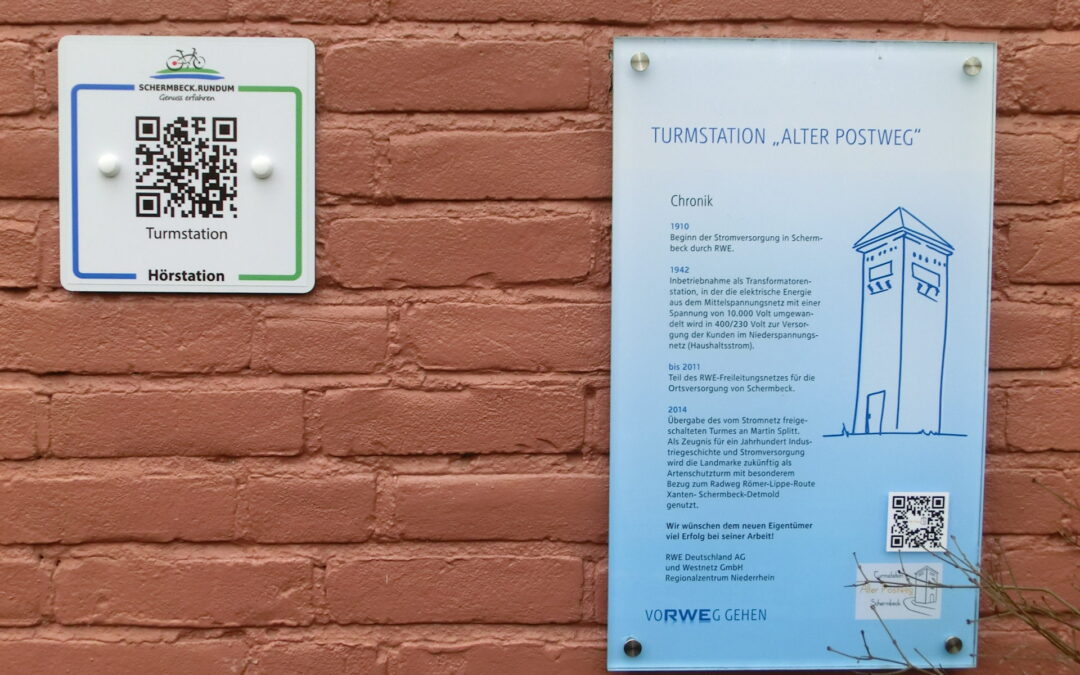 SCHERMBECK.RUNDUM
Genuss erfahren
Turmstation
Hörstation
TURMSTATION „ALTER POSTWEG“
Chronik
1910
Beginn der Stromversorgung in Scherm-
beck durch RWE.
1942
Inbetriebnahme als Transformatoren-
station, in der die elektrische Energie
aus dem Mittelspannungsnetz mit einer
Spannung von 10.000 Volt umgewan-
delt wird in 400/230 Volt zur Versor-
gung der Kunden im Niederspannungs-
netz (Haushaltsstrom).
bis 2011
Teil des RWE-Freileitungsnetzes für die
Ortsversorgung von Schermbeck.
2014
Übergabe des vom Stromnetz freige-
schalteten Turmes an Martin Splitt.
Als Zeugnis für ein Jahrhundert Indus-
triegeschichte und Stromversorgung
wird die Landmarke zukünftig als
Artenschutzturm mit besonderem
Bezug zum Radweg Römer-Lippe-Route
Xanten- Schermbeck-Detmold
genutzt.
Wir wünschen dem neuen Eigentümer
viel Erfolg bei seiner Arbeit!
RWE Deutschland AG
und Westnetz GmbH
Regionalzentrum Niederrhein
VORWEG GEHEN
Turmstation
Alter Postweg
Schermbeck